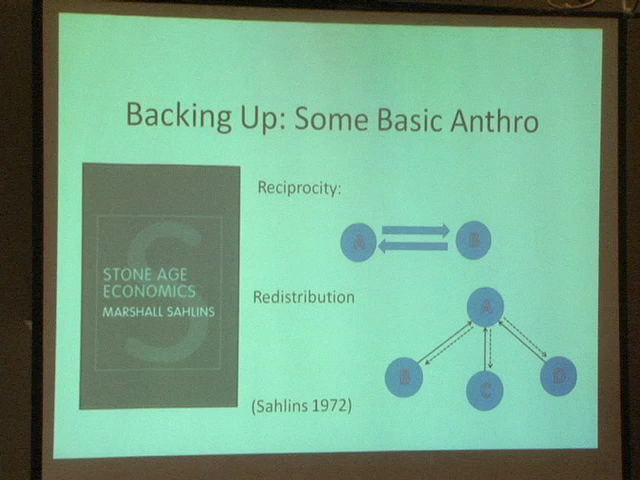 Backing Up: Some Basic Anthro
STONE AGE
ECONOMICS
MARSHALL SAHLINS
S
Reciprocity:
A
B
Redistribution
A
B
C
D
(Sahlins 1972)